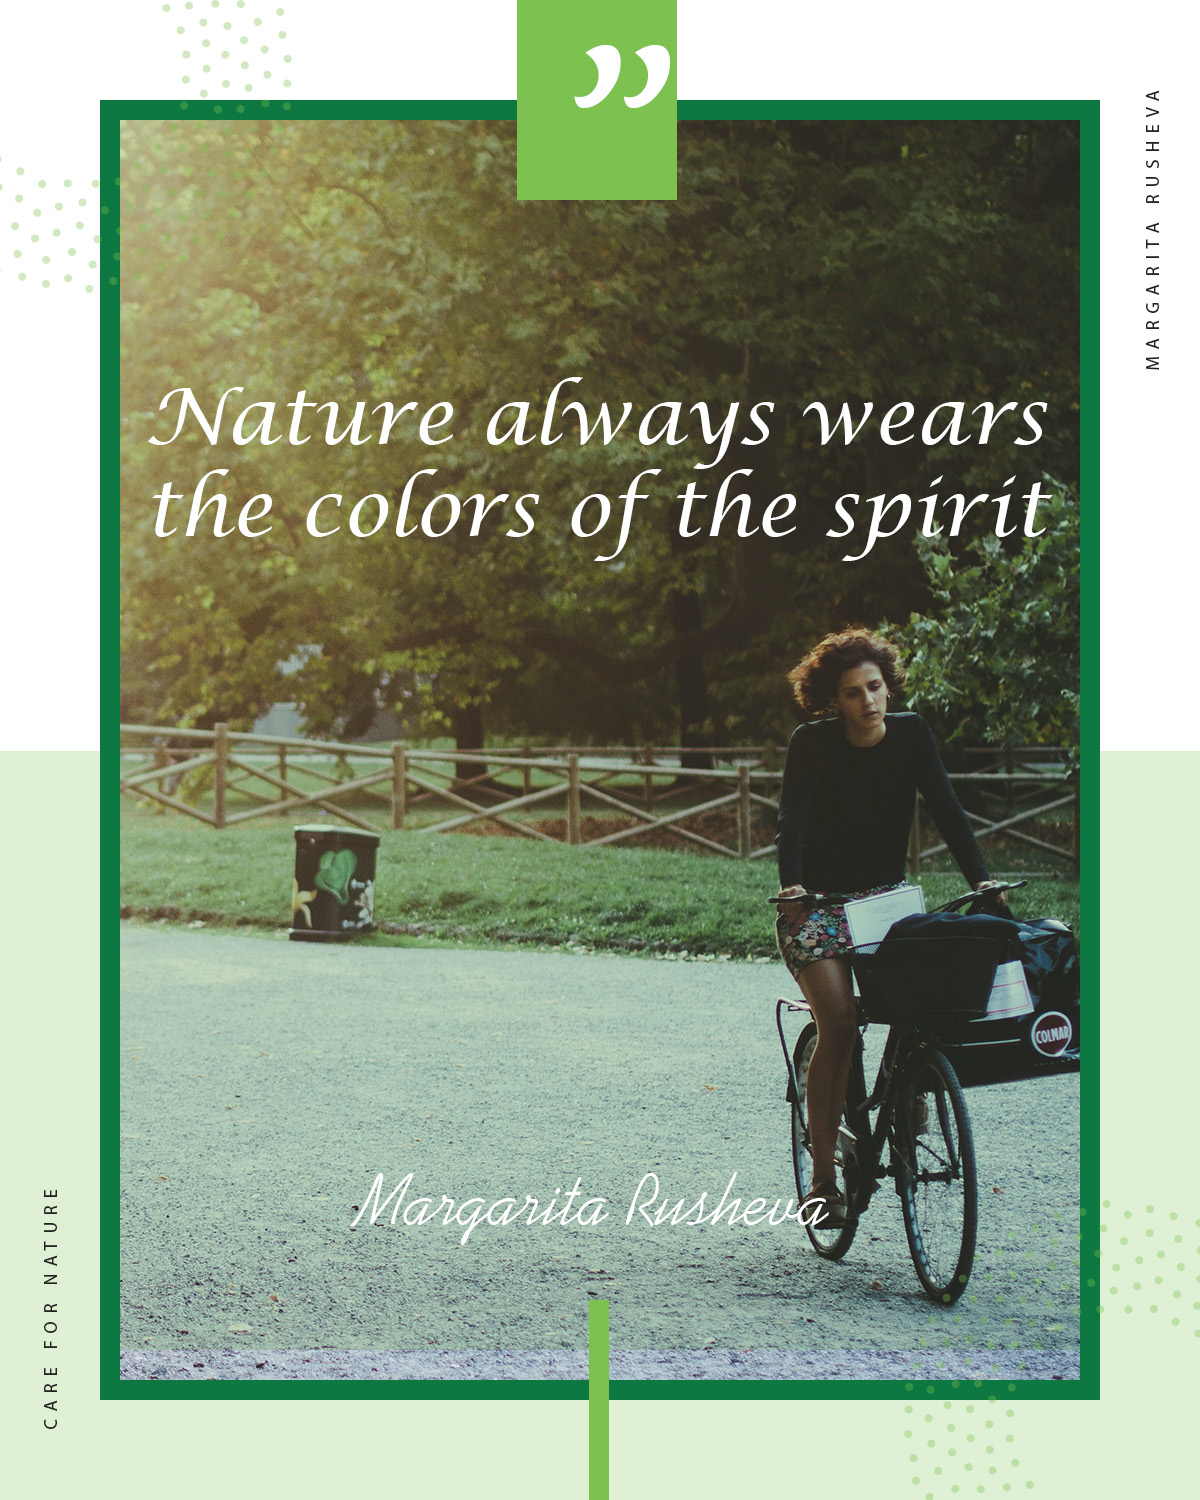 ”
MARGARITA RUSHEVA
Nature always wears
the colors of the spirit
COLMAR
Margarita Rusheva
CARE FOR NATURE